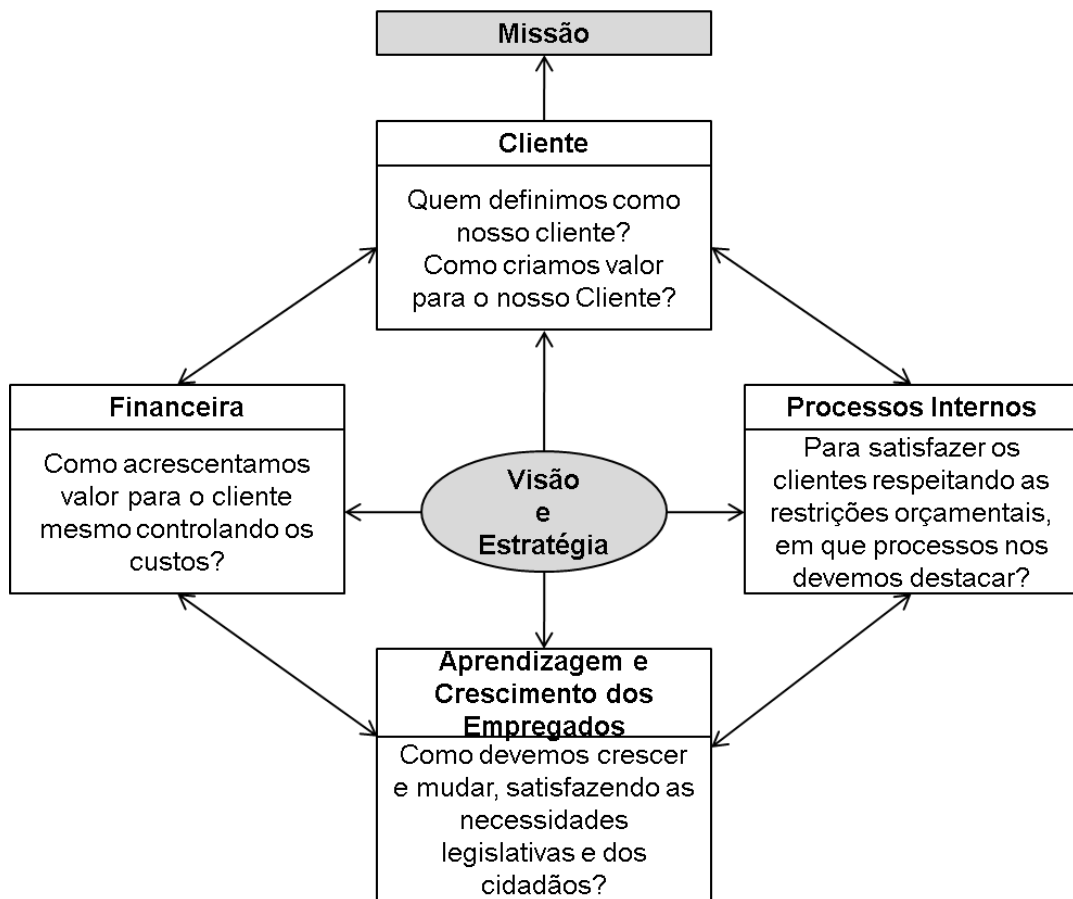 Missão
Cliente
Quem definimos como
nosso cliente?
Como criamos valor
para o nosso Cliente?
Financeira
Como acrescentamos
valor para o cliente
mesmo controlando os
custos?
Visão
e
Estratégia
Processos Internos
Para satisfazer os
clientes respeitando as
restrições orçamentais,
em que processos nos
devemos destacar?
Aprendizagem e
Crescimento dos
Empregados
Como devemos crescer
e mudar, satisfazendo as
necessidades
legislativas e dos
cidadãos?